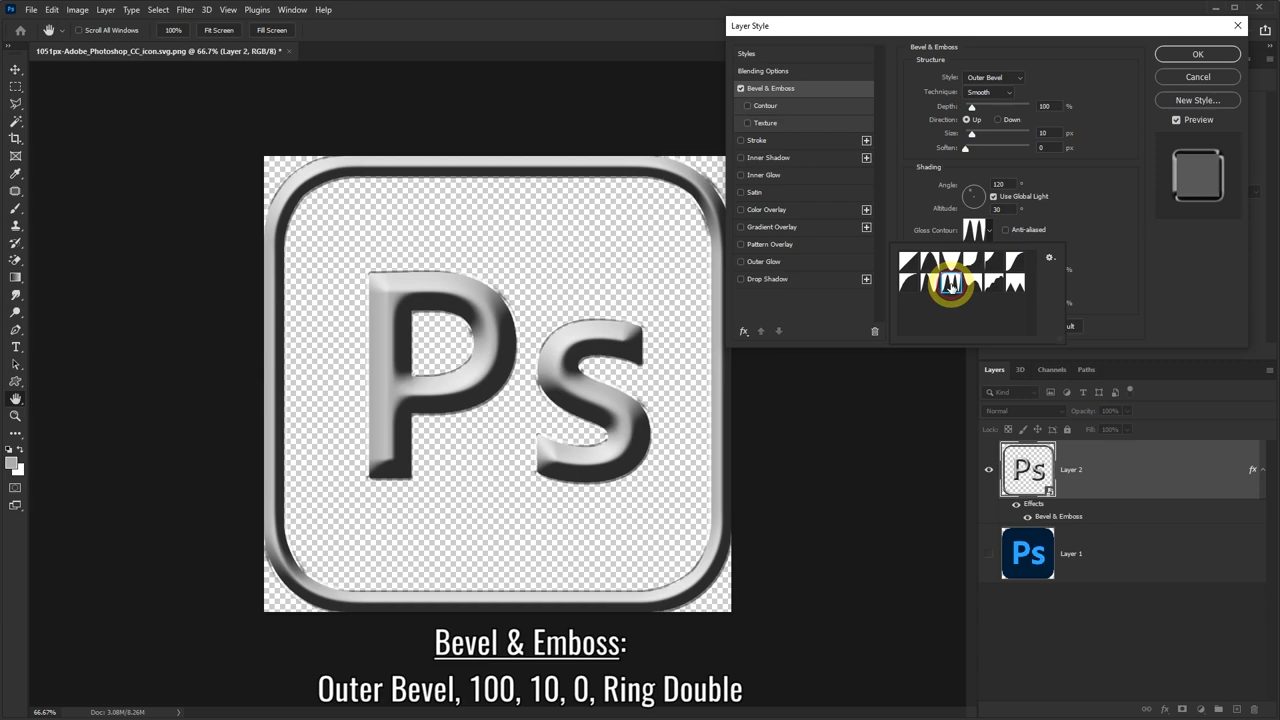 Ps File Edit Image Layer Type Select Filter 3D View Plugins Window Help
Scroll All Windows 100% Fit Screen Fill Screen
1051px-Adobe_Photoshop_CC_icon.svg.png @ 66.7% (Layer 2, RGB/8) *
Layer Style
Styles
Blending Options
Bevel & Emboss
Contour
Texture
Stroke
Inner Shadow
Inner Glow
Satin
Color Overlay
Gradient Overlay
Pattern Overlay
Outer Glow
Drop Shadow
fx
Bevel & Emboss
Structure
Style: Outer Bevel
Technique: Smooth
Depth: 100 %
Direction: Up Down
Size: 10 px
Soften: 0 px
Shading
Angle: 120 °
Use Global Light
Altitude: 30 °
Gloss Contour: Anti-aliased
%
%
ult
OK
Cancel
New Style...
Preview
Ps
Layers 3D Channels Paths
Kind
Normal Opacity: 100%
Lock: Fill: 100%
Ps Layer 2 fx
Effects
Bevel & Emboss
Ps Layer 1
fx
Bevel & Emboss:
Outer Bevel, 100, 10, 0, Ring Double
66.67% Doc: 3.08M/8.26M